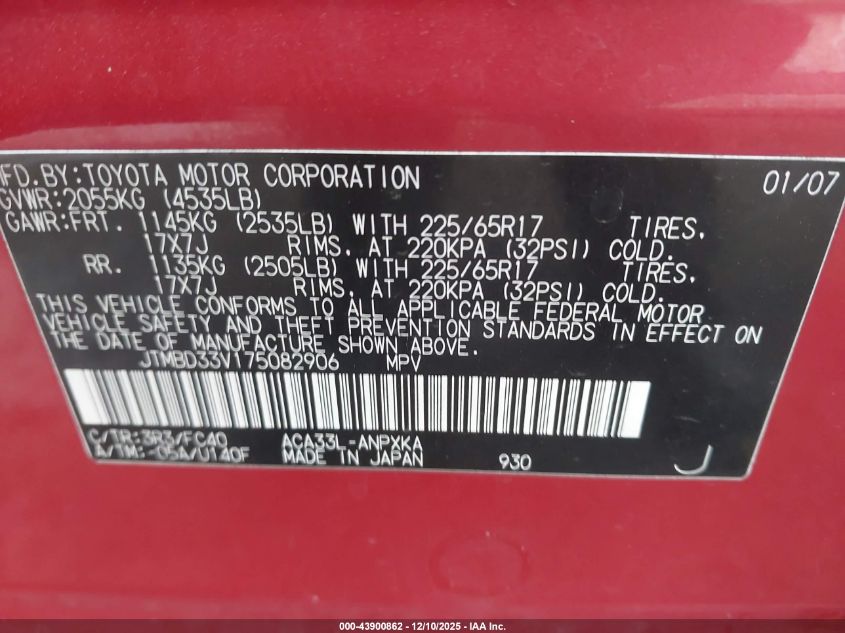 MFD.BY:TOYOTA MOTOR CORPORATION 01/07
GVWR:2055KG (4535LB)
GAWR:FRT. 1145KG (2535LB) WITH 225/65R17 TIRES,
17X7J RIMS, AT 220KPA (32PSI) COLD.
RR. 1135KG (2505LB) WITH 225/65R17 TIRES,
17X7J RIMS, AT 220KPA (32PSI) COLD.
THIS VEHICLE CONFORMS TO ALL APPLICABLE FEDERAL MOTOR
VEHICLE SAFETY AND THEFT PREVENTION STANDARDS IN EFFECT ON
THE DATE OF MANUFACTURE SHOWN ABOVE.
JTMBD33V175082906 MPV
C/TR:3R3/FC40 ACA33L-ANPXKA
A/TM:-05A/U140F MADE IN JAPAN 930 J
000-43900862 - 12/10/2025 - IAA Inc.